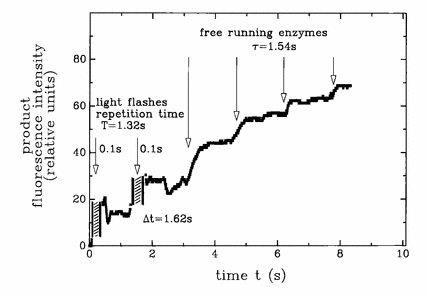 free running enzymes
τ=1.54s
light flashes
repetition time
T=1.32s
0.1s
0.1s
Δt=1.62s
product
fluorescence intensity
(relative units)
80
60
40
20
0
0
2
4
6
8
10
time t (s)